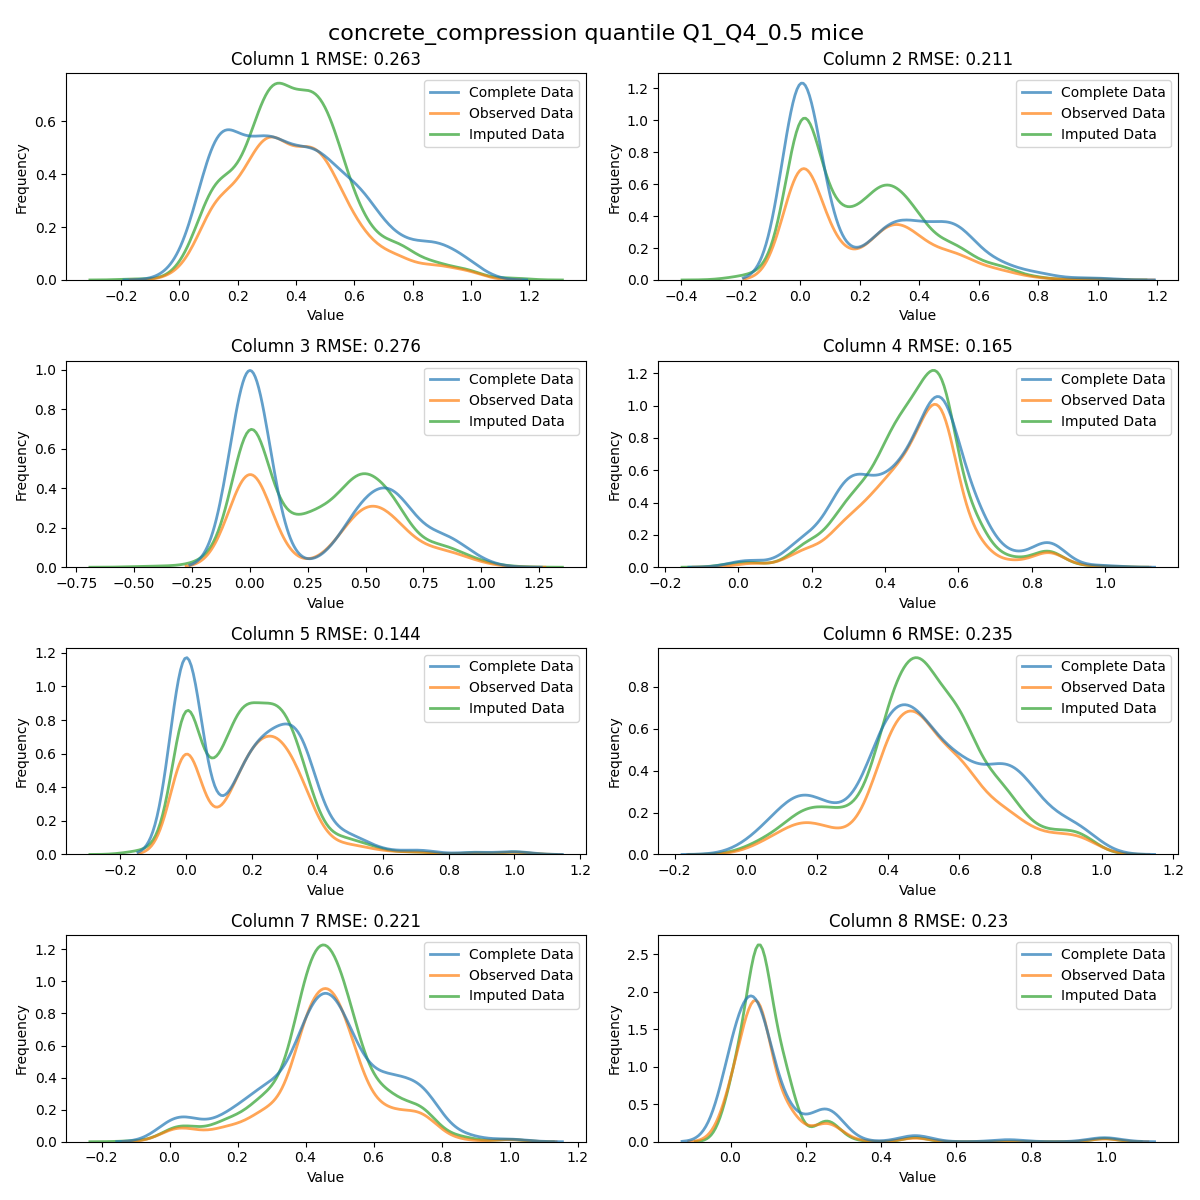 concrete_compression quantile Q1_Q4_0.5 mice
Column 1 RMSE: 0.263
Complete Data
Observed Data
Imputed Data
Frequency
0.6
0.4
0.2
0.0
−0.2 0.0 0.2 0.4 0.6 0.8 1.0 1.2
Value
Column 2 RMSE: 0.211
Complete Data
Observed Data
Imputed Data
Frequency
1.2
1.0
0.8
0.6
0.4
0.2
0.0
−0.4 −0.2 0.0 0.2 0.4 0.6 0.8 1.0 1.2
Value
Column 3 RMSE: 0.276
Complete Data
Observed Data
Imputed Data
Frequency
1.0
0.8
0.6
0.4
0.2
0.0
−0.75 −0.50 −0.25 0.00 0.25 0.50 0.75 1.00 1.25
Value
Column 4 RMSE: 0.165
Complete Data
Observed Data
Imputed Data
Frequency
1.2
1.0
0.8
0.6
0.4
0.2
0.0
−0.2 0.0 0.2 0.4 0.6 0.8 1.0
Value
Column 5 RMSE: 0.144
Complete Data
Observed Data
Imputed Data
Frequency
1.2
1.0
0.8
0.6
0.4
0.2
0.0
−0.2 0.0 0.2 0.4 0.6 0.8 1.0 1.2
Value
Column 6 RMSE: 0.235
Complete Data
Observed Data
Imputed Data
Frequency
0.8
0.6
0.4
0.2
0.0
−0.2 0.0 0.2 0.4 0.6 0.8 1.0 1.2
Value
Column 7 RMSE: 0.221
Complete Data
Observed Data
Imputed Data
Frequency
1.2
1.0
0.8
0.6
0.4
0.2
0.0
−0.2 0.0 0.2 0.4 0.6 0.8 1.0 1.2
Value
Column 8 RMSE: 0.23
Complete Data
Observed Data
Imputed Data
Frequency
2.5
2.0
1.5
1.0
0.5
0.0
0.0 0.2 0.4 0.6 0.8 1.0
Value